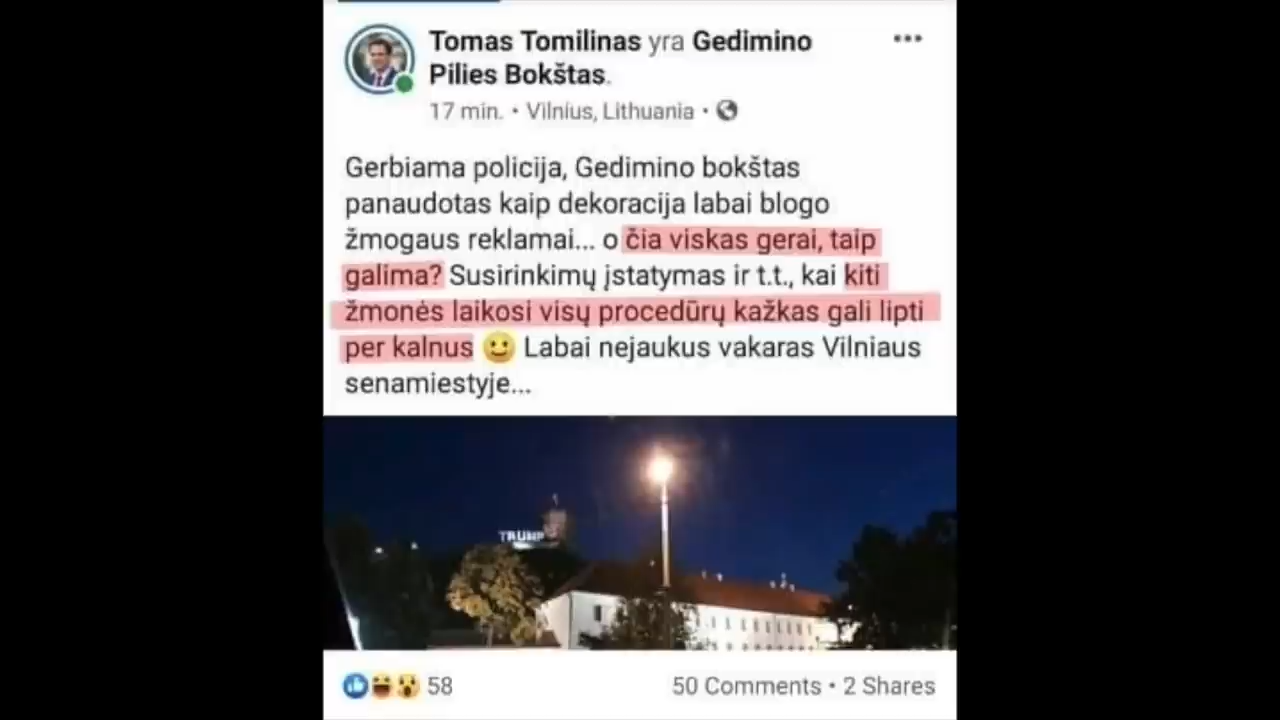 Tomas Tomilinas yra Gedimino
Pilies Bokštas.
17 min. • Vilnius, Lithuania •
Gerbiama policija, Gedimino bokštas
panaudotas kaip dekoracija labai blogo
žmogaus reklamai... o čia viskas gerai, taip
galima? Susirinkimų įstatymas ir t.t., kai kiti
žmonės laikosi visų procedūrų kažkas gali lipti
per kalnus 🙂 Labai nejaukus vakaras Vilniaus
senamiestyje...
TRUMP
58
50 Comments • 2 Shares